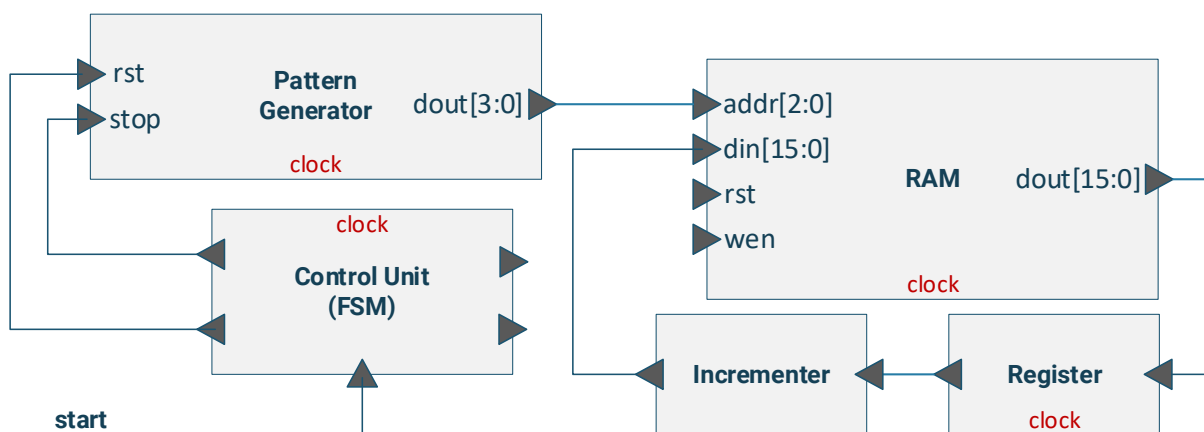 rst
stop
Pattern
Generator
dout[3:0]
clock
addr[2:0]
din[15:0]
rst
wen
RAM
dout[15:0]
clock
clock
Control Unit
(FSM)
Incrementer
Register
clock
start